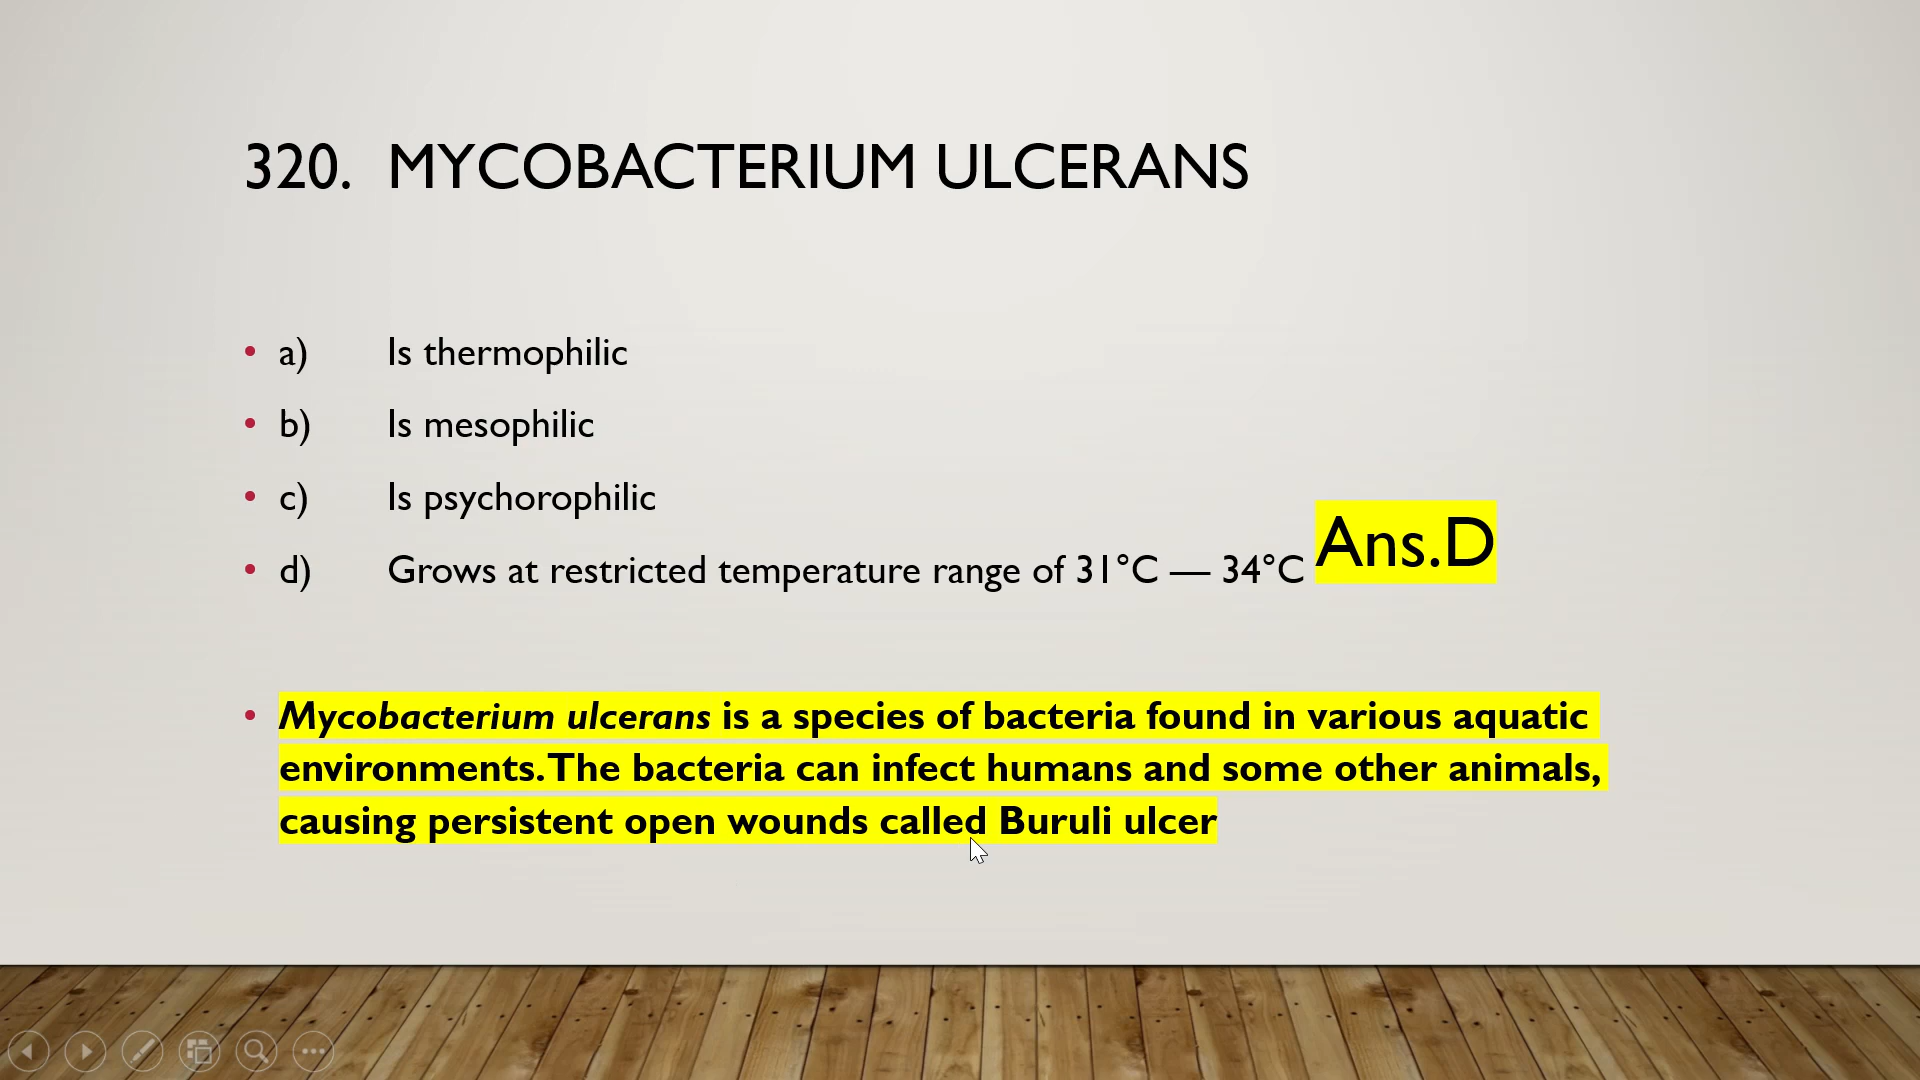 320. MYCOBACTERIUM ULCERANS
• a) Is thermophilic
• b) Is mesophilic
• c) Is psychorophilic
• d) Grows at restricted temperature range of 31°C — 34°C Ans.D
• Mycobacterium ulcerans is a species of bacteria found in various aquatic
environments. The bacteria can infect humans and some other animals,
causing persistent open wounds called Buruli ulcer